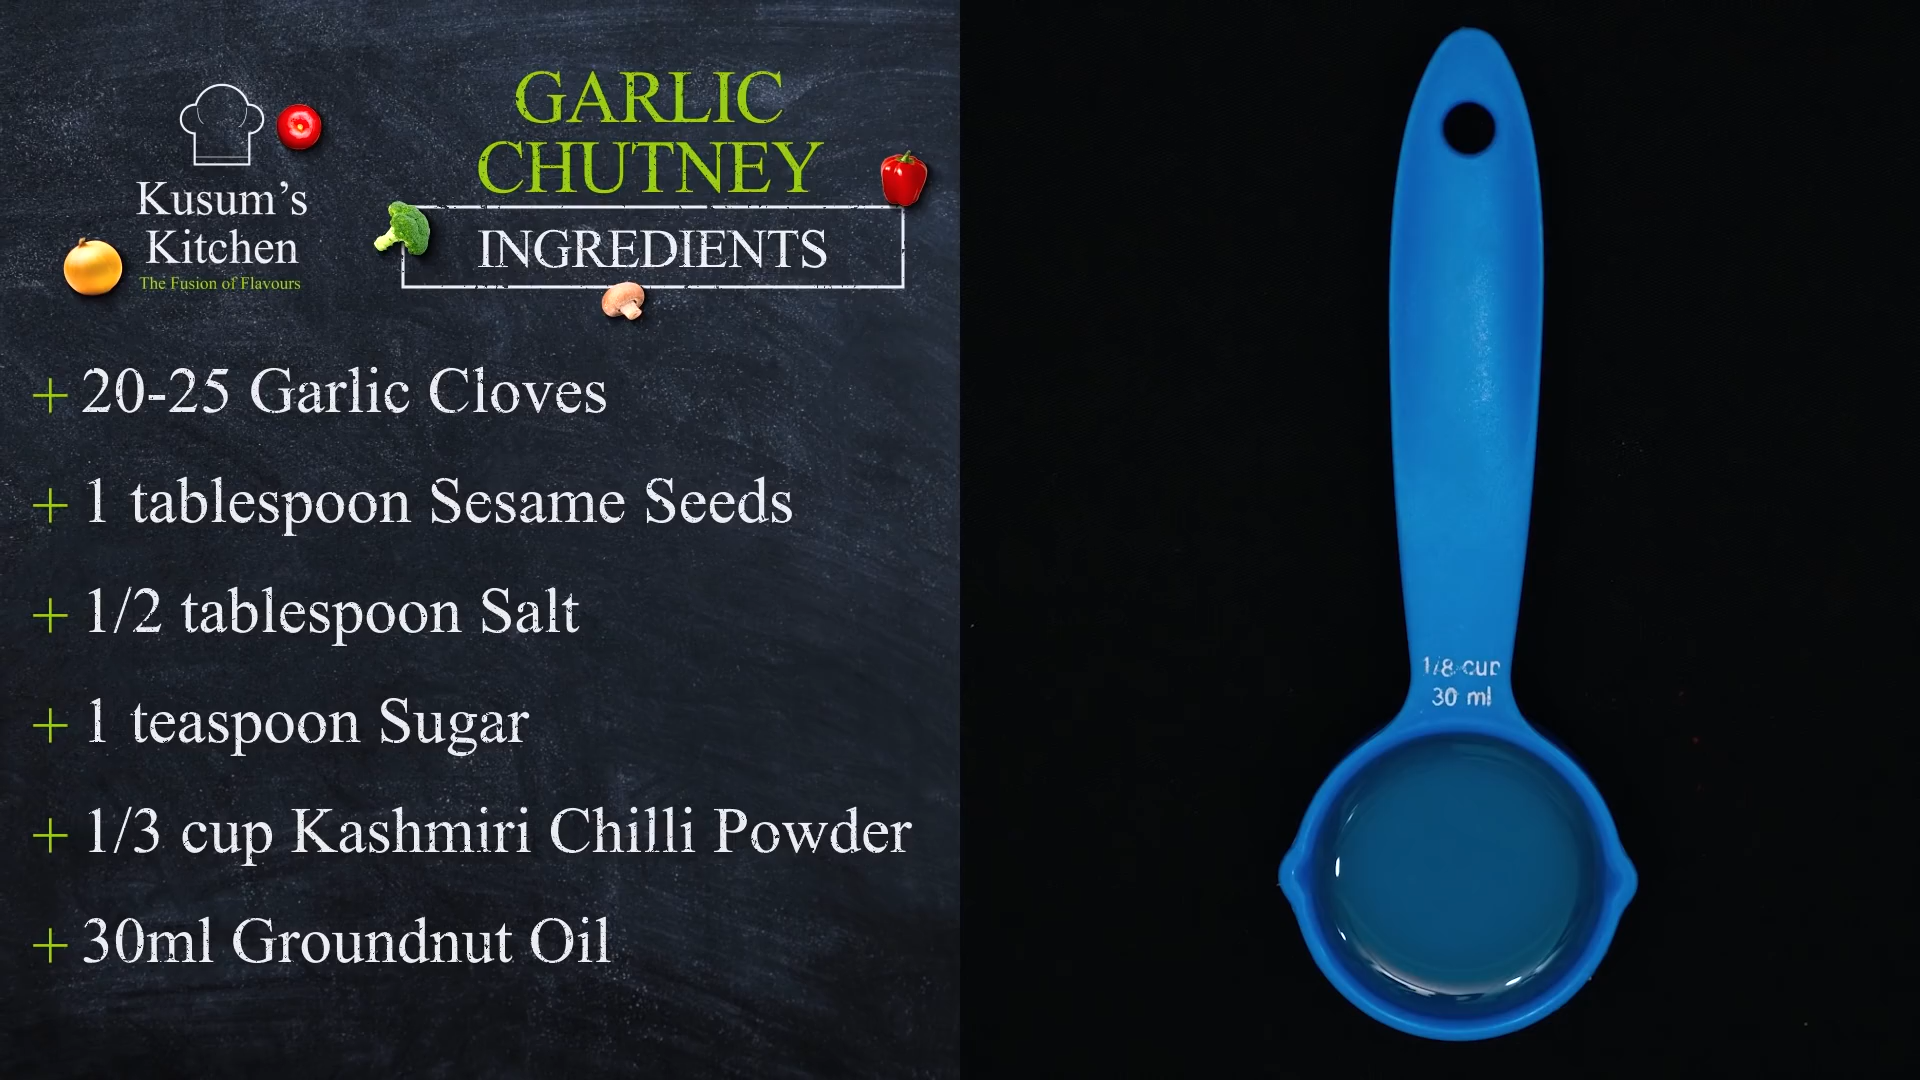 Kusum's
Kitchen
The Fusion of Flavours
GARLIC
CHUTNEY
INGREDIENTS
+ 20-25 Garlic Cloves
+ 1 tablespoon Sesame Seeds
+ 1/2 tablespoon Salt
+ 1 teaspoon Sugar
+ 1/3 cup Kashmiri Chilli Powder
+ 30ml Groundnut Oil
1/8 cup
30 ml